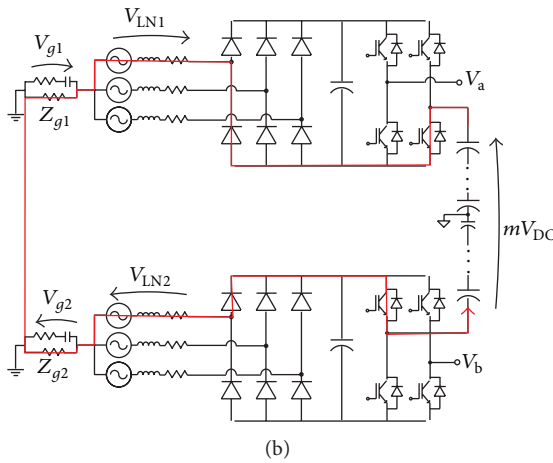 V_LN1
V_g1
V_a
Z_g1
mV_DC
V_LN2
V_g2
Z_g2
V_b
(b)